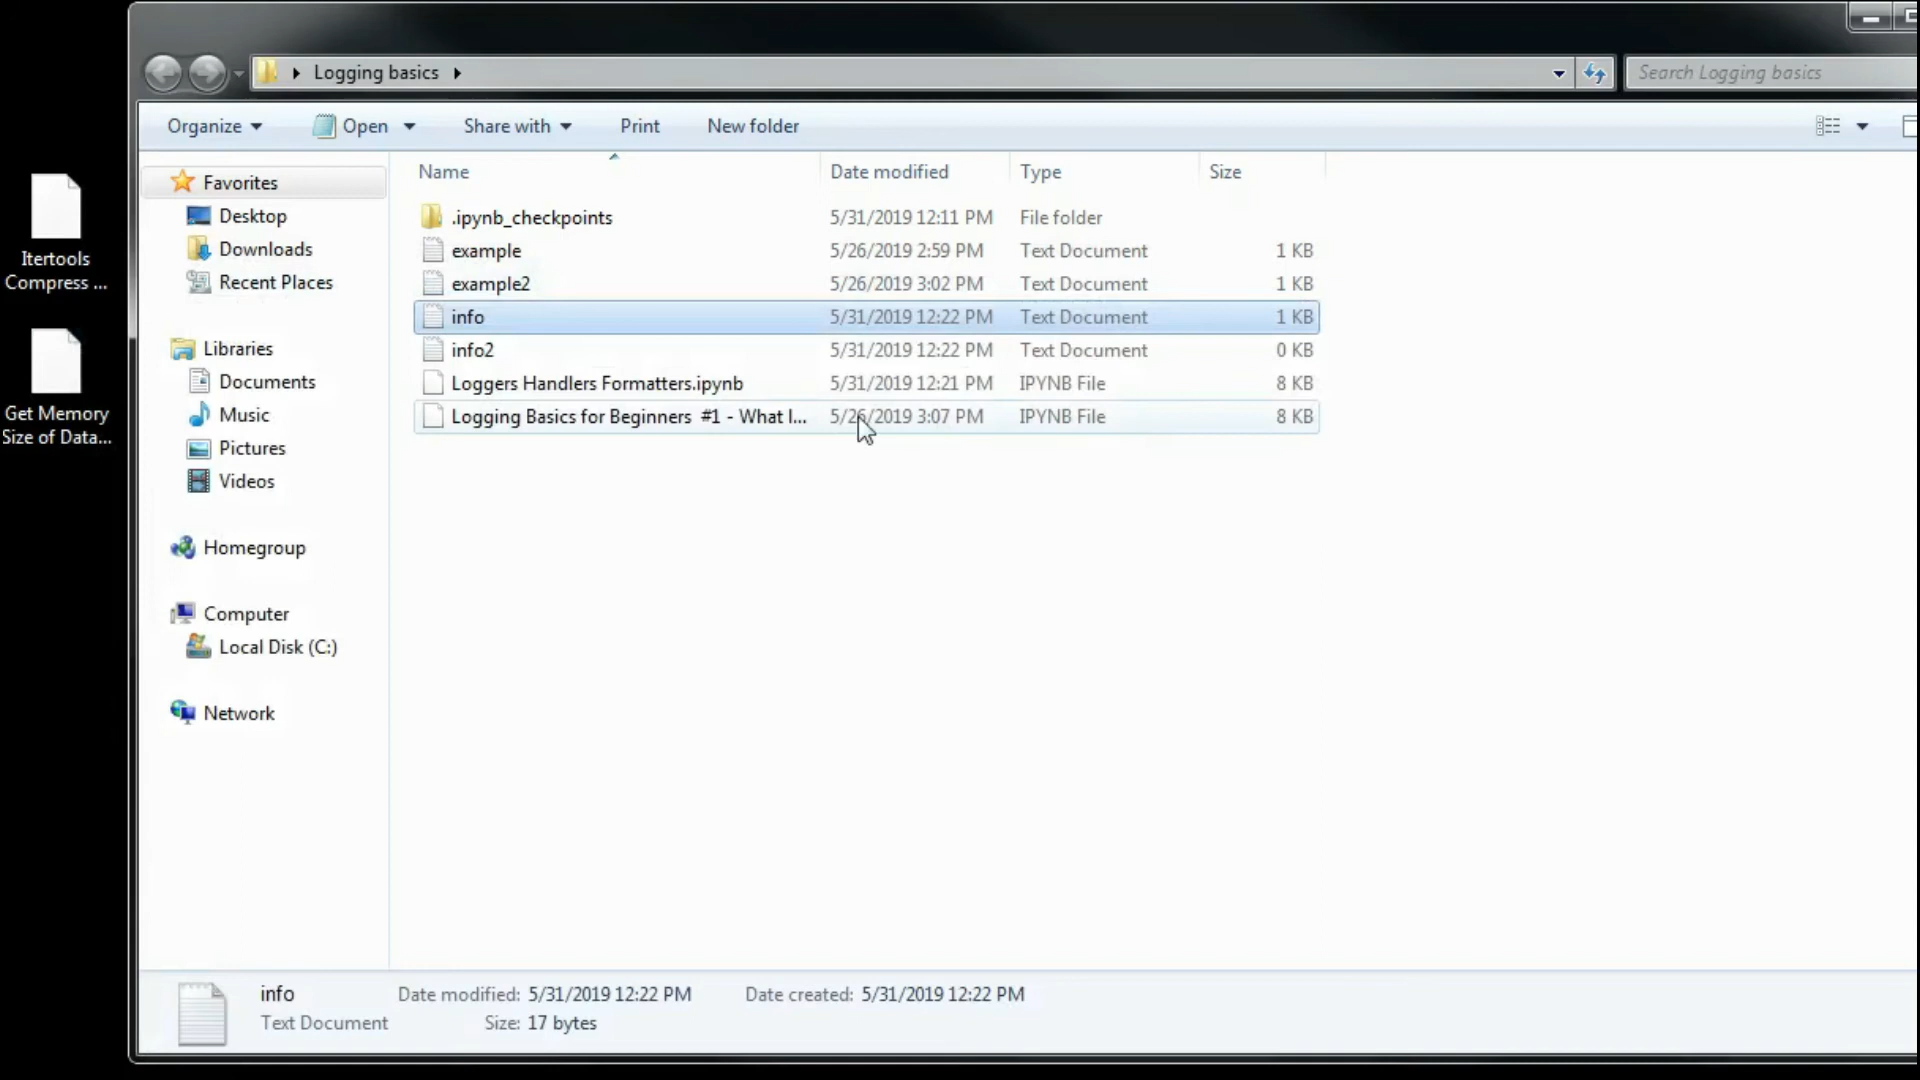 Logging basics
Search Logging basics
Organize
Open
Share with
Print
New folder
Name
Date modified
Type
Size
.ipynb_checkpoints 5/31/2019 12:11 PM File folder
example 5/26/2019 2:59 PM Text Document 1 KB
example2 5/26/2019 3:02 PM Text Document 1 KB
info 5/31/2019 12:22 PM Text Document 1 KB
info2 5/31/2019 12:22 PM Text Document 0 KB
Loggers Handlers Formatters.ipynb 5/31/2019 12:21 PM IPYNB File 8 KB
Logging Basics for Beginners #1 - What I... 5/26/2019 3:07 PM IPYNB File 8 KB
Favorites
Desktop
Downloads
Recent Places
Libraries
Documents
Music
Pictures
Videos
Homegroup
Computer
Local Disk (C:)
Network
Itertools
Compress ...
Get Memory
Size of Data...
info Date modified: 5/31/2019 12:22 PM Date created: 5/31/2019 12:22 PM
Text Document Size: 17 bytes